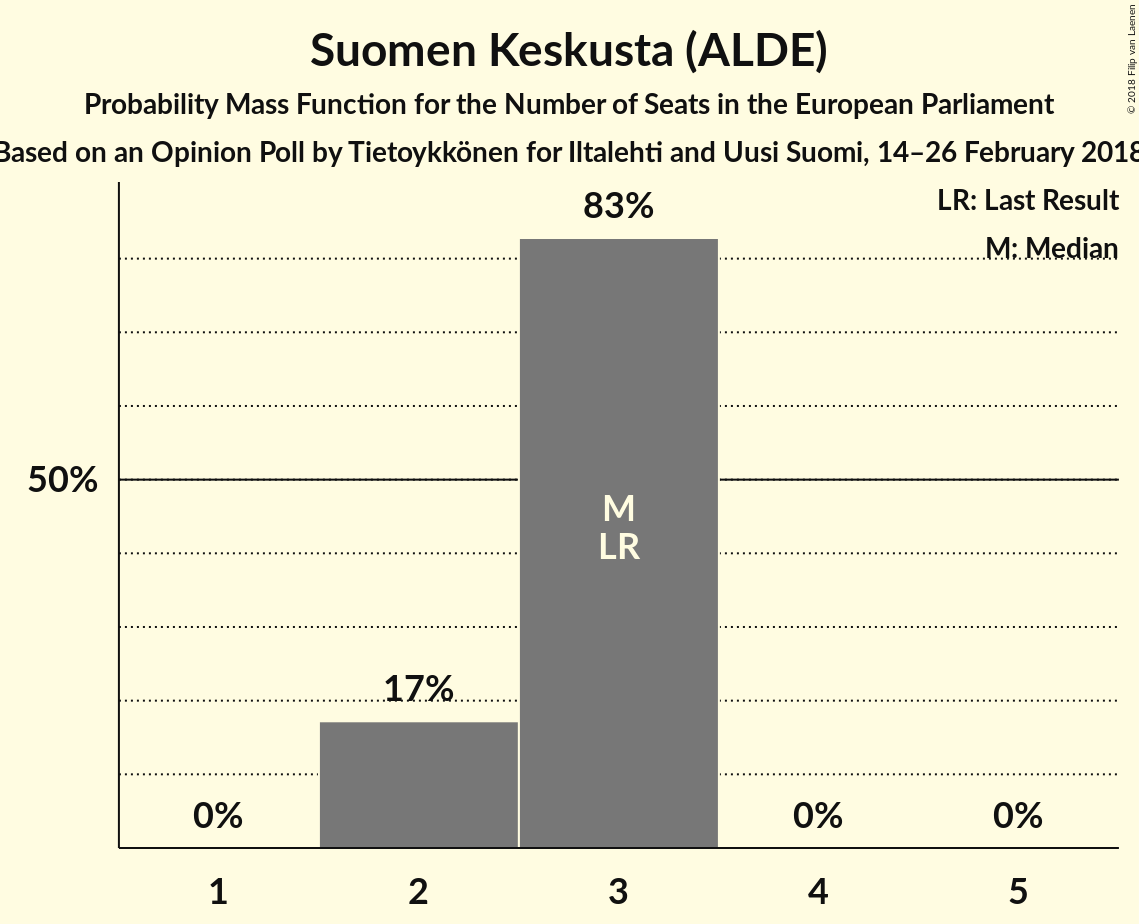 Suomen Keskusta (ALDE)
Probability Mass Function for the Number of Seats in the European Parliament
Based on an Opinion Poll by Tietoykkönen for Iltalehti and Uusi Suomi, 14–26 February 2018
© 2018 Filip van Laenen
LR: Last Result
M: Median
83%
50%
M
LR
17%
0%
0%
0%
1
2
3
4
5